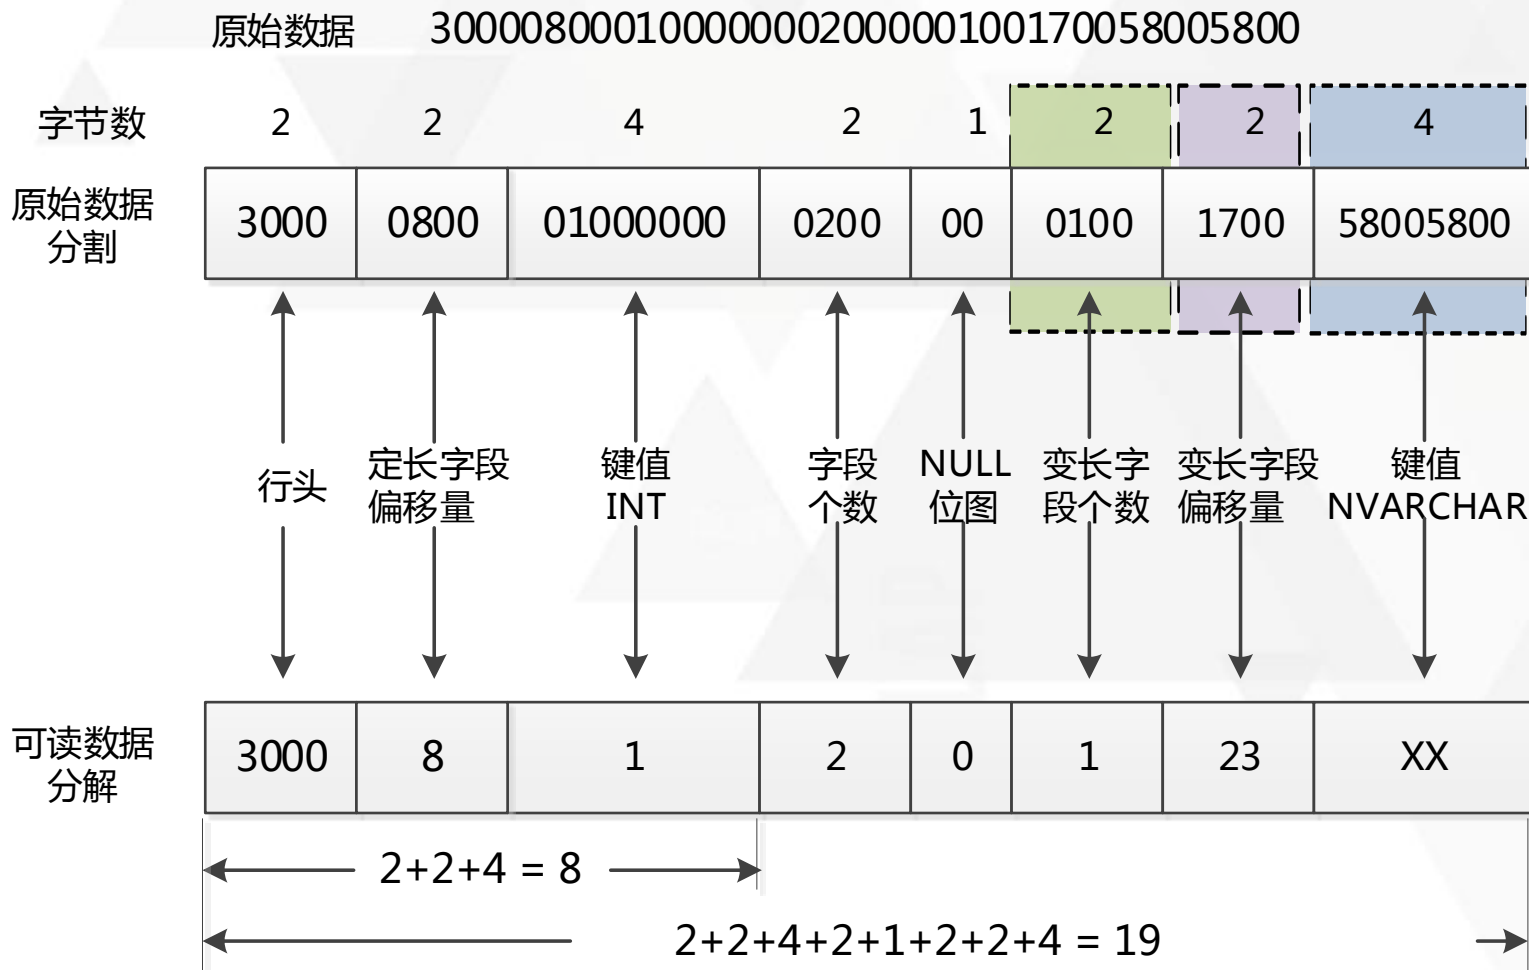 原始数据 30000800010000000200000100170058005800
字节数 2 2 4 2 1 2 2 4
原始数据
分割
3000 0800 01000000 0200 00 0100 1700 58005800
行头
定长字段
偏移量
键值
INT
字段
个数
NULL
位图
变长字
段个数
变长字段
偏移量
键值
NVARCHAR
可读数据
分解
3000 8 1 2 0 1 23 XX
2+2+4 = 8
2+2+4+2+1+2+2+4 = 19